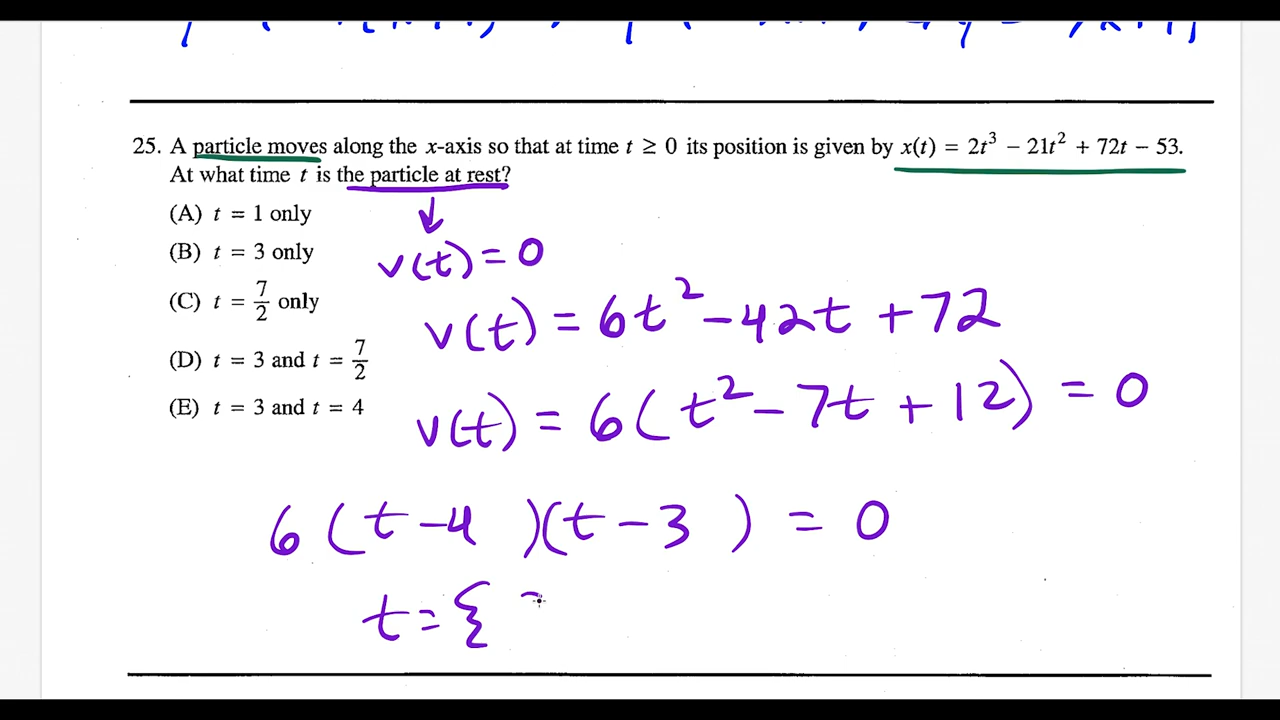 25. A particle moves along the x-axis so that at time t ≥ 0 its position is given by x(t) = 2t³ − 21t² + 72t − 53.
At what time t is the particle at rest?
(A) t = 1 only
(B) t = 3 only
(C) t = 7/2 only
(D) t = 3 and t = 7/2
(E) t = 3 and t = 4
v(t) = 0
v(t) = 6t² − 42t + 72
v(t) = 6(t² − 7t + 12) = 0
6(t − 4)(t − 3) = 0
t = {